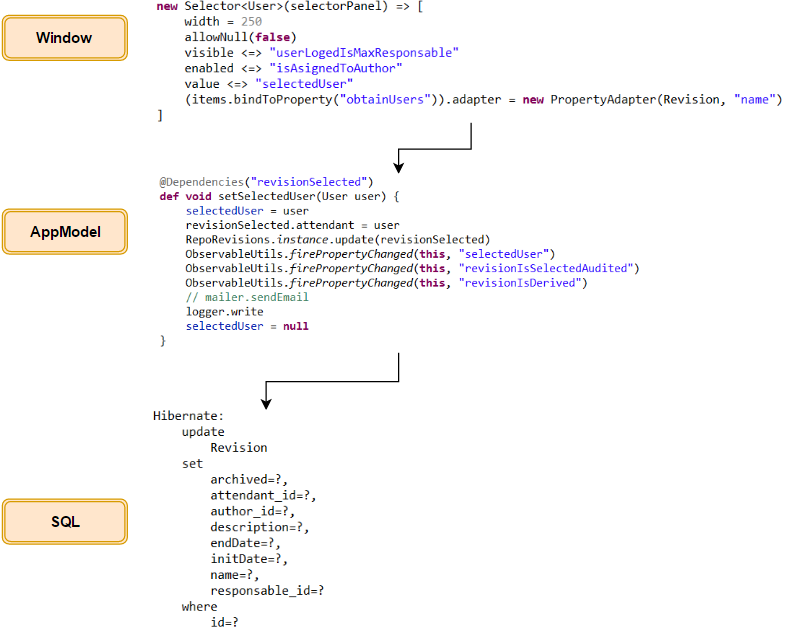 Window
new Selector<User>(selectorPanel) => [
width = 250
allowNull(false)
visible <=> "userLogedIsMaxResponsable"
enabled <=> "isAsignedToAuthor"
value <=> "selectedUser"
(items.bindToProperty("obtainUsers")).adapter = new PropertyAdapter(Revision, "name")
]
AppModel
@Dependencies("revisionSelected")
def void setSelectedUser(User user) {
selectedUser = user
revisionSelected.attendant = user
RepoRevisions.instance.update(revisionSelected)
ObservableUtils.firePropertyChanged(this, "selectedUser")
ObservableUtils.firePropertyChanged(this, "revisionIsSelectedAudited")
ObservableUtils.firePropertyChanged(this, "revisionIsDerived")
// mailer.sendEmail
logger.write
selectedUser = null
}
SQL
Hibernate:
update
Revision
set
archived=?,
attendant_id=?,
author_id=?,
description=?,
endDate=?,
initDate=?,
name=?,
responsable_id=?
where
id=?